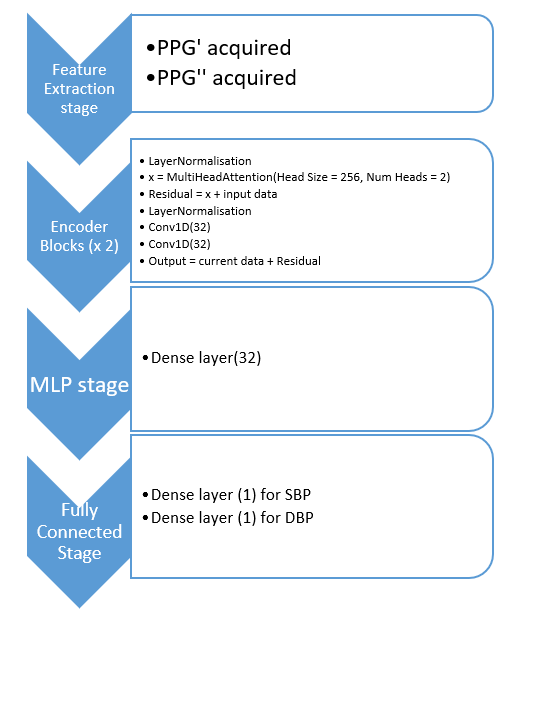 Feature
Extraction
stage
•PPG' acquired
•PPG'' acquired
Encoder
Blocks (x 2)
• LayerNormalisation
• x = MultiHeadAttention(Head Size = 256, Num Heads = 2)
• Residual = x + input data
• LayerNormalisation
• Conv1D(32)
• Conv1D(32)
• Output = current data + Residual
MLP stage
•Dense layer(32)
Fully
Connected
Stage
•Dense layer (1) for SBP
•Dense layer (1) for DBP